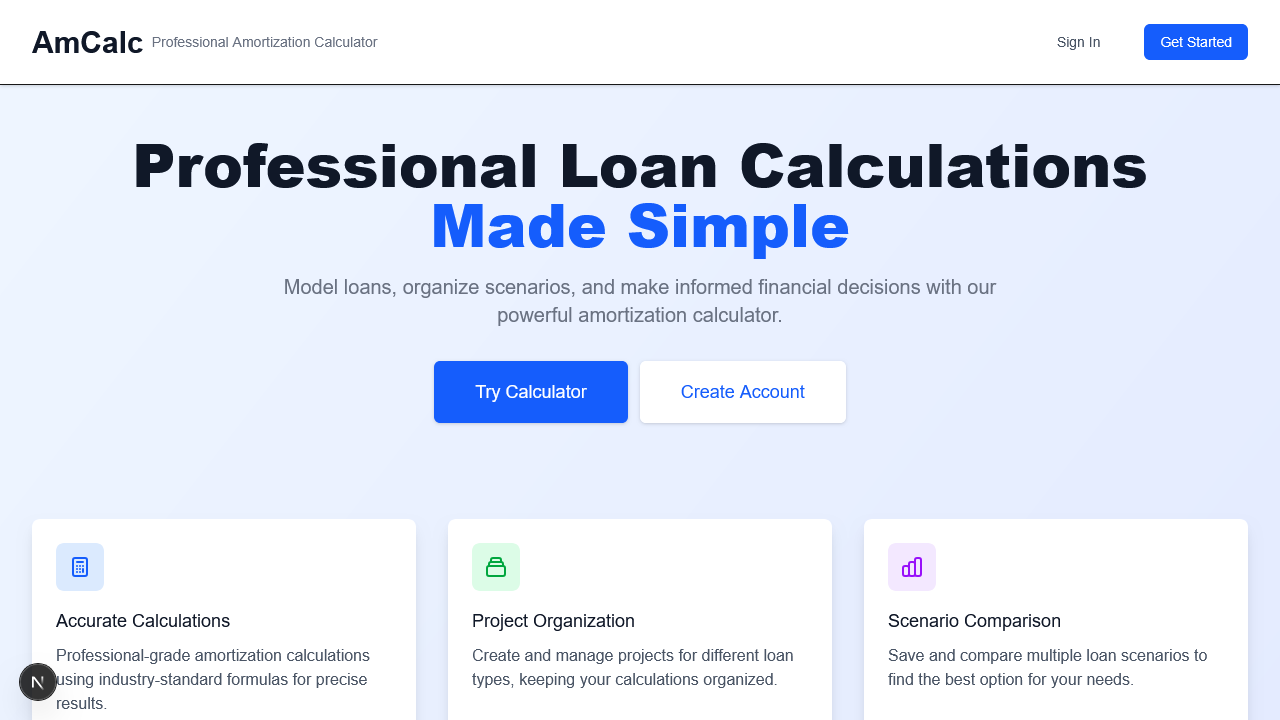 AmCalc Professional Amortization Calculator
Sign In
Get Started
Professional Loan Calculations
Made Simple
Model loans, organize scenarios, and make informed financial decisions with our
powerful amortization calculator.
Try Calculator
Create Account
Accurate Calculations
Professional-grade amortization calculations
using industry-standard formulas for precise
results.
Project Organization
Create and manage projects for different loan
types, keeping your calculations organized.
Scenario Comparison
Save and compare multiple loan scenarios to
find the best option for your needs.
N